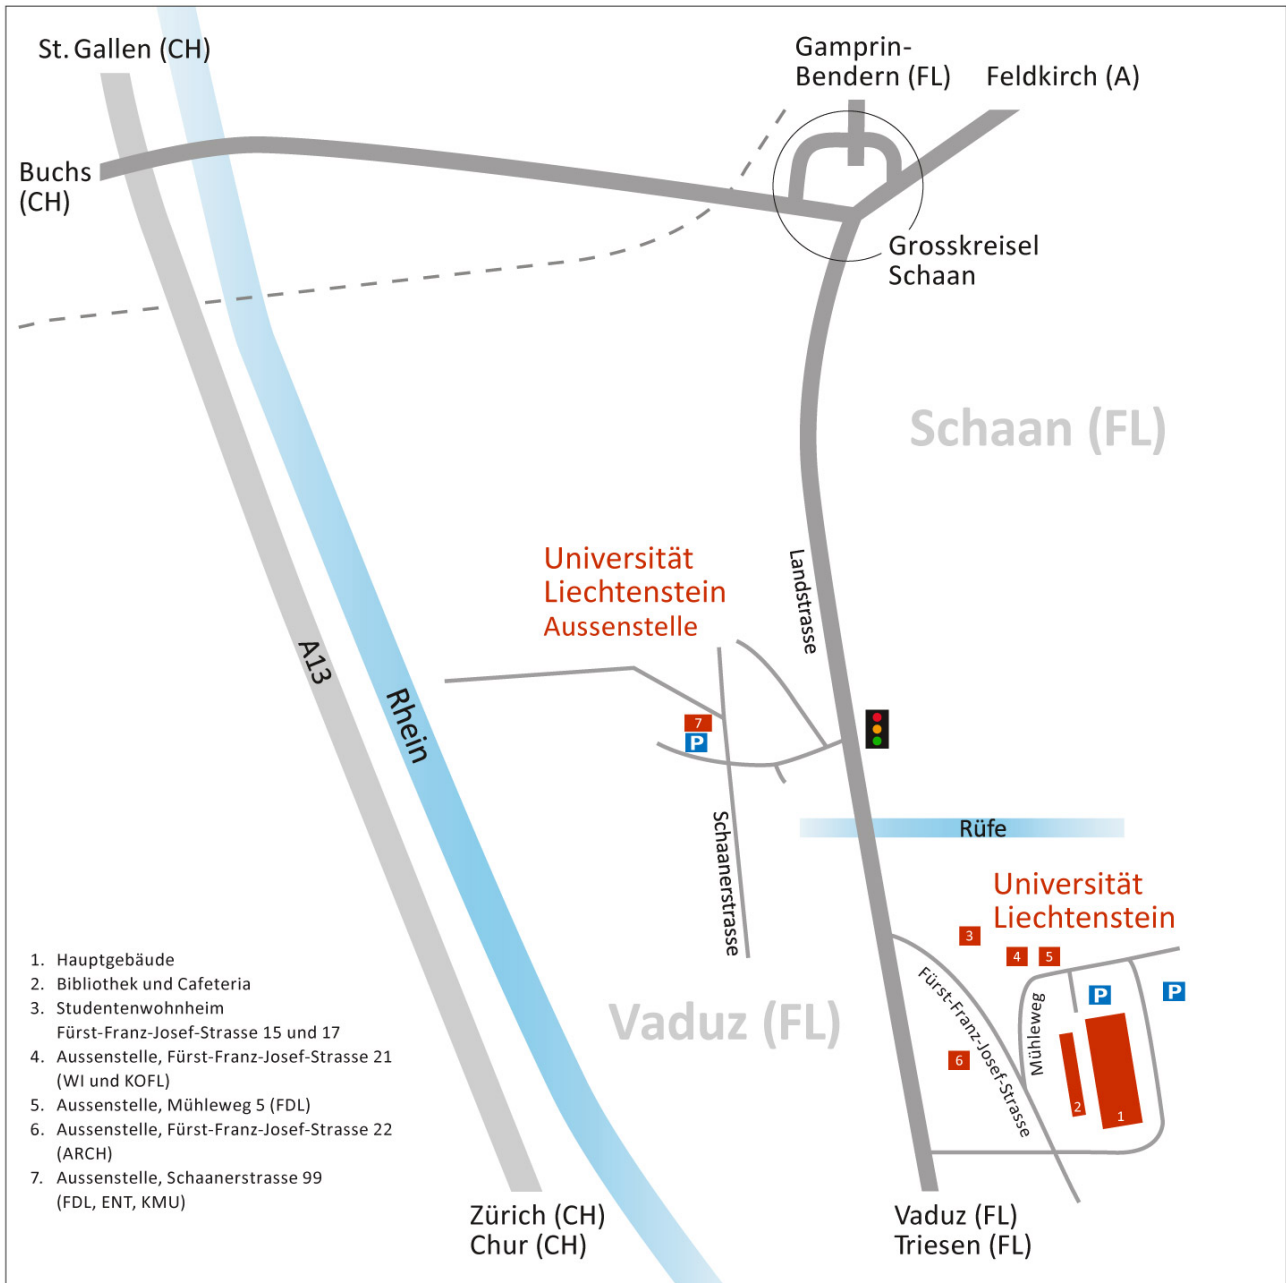 St. Gallen (CH)
Gamprin-
Bendern (FL)
Feldkirch (A)
Buchs
(CH)
Grosskreisel
Schaan
Schaan (FL)
Universität
Liechtenstein
Aussenstelle
Landstrasse
A13
Rhein
7
P
Schaanerstrasse
Rüfe
Universität
Liechtenstein
3
4
5
P
P
Fürst-Franz-Josef-Strasse
Mühleweg
6
2
1
Vaduz (FL)
1. Hauptgebäude
2. Bibliothek und Cafeteria
3. Studentenwohnheim
Fürst-Franz-Josef-Strasse 15 und 17
4. Aussenstelle, Fürst-Franz-Josef-Strasse 21
(WI und KOFL)
5. Aussenstelle, Mühleweg 5 (FDL)
6. Aussenstelle, Fürst-Franz-Josef-Strasse 22
(ARCH)
7. Aussenstelle, Schaanerstrasse 99
(FDL, ENT, KMU)
Zürich (CH)
Chur (CH)
Vaduz (FL)
Triesen (FL)